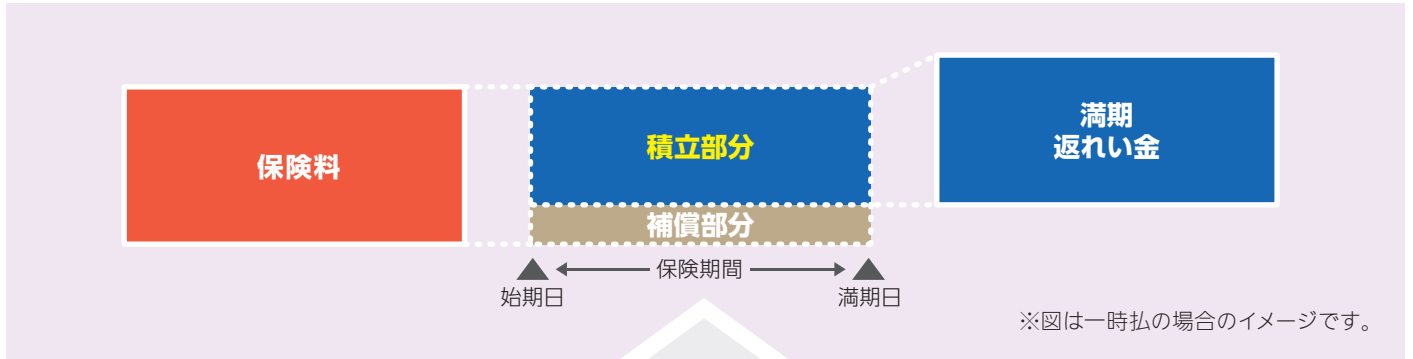 保険料
積立部分
補償部分
満期
返れい金
保険期間
始期日
満期日
※図は一時払の場合のイメージです。